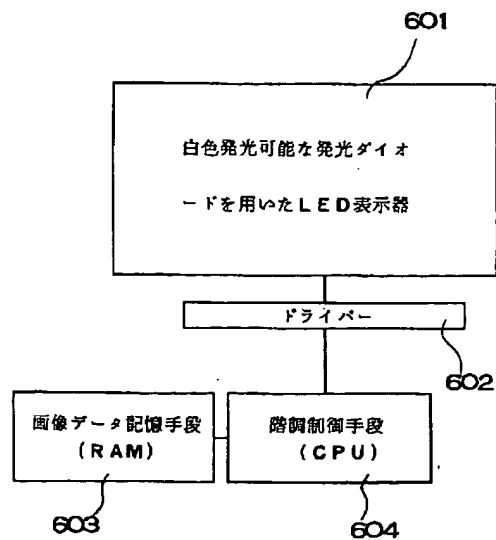 601
白色発光可能な発光ダイオ
ードを用いたLED表示器
ドライバー
602
画像データ記憶手段
(RAM)
階調制御手段
(CPU)
603
604